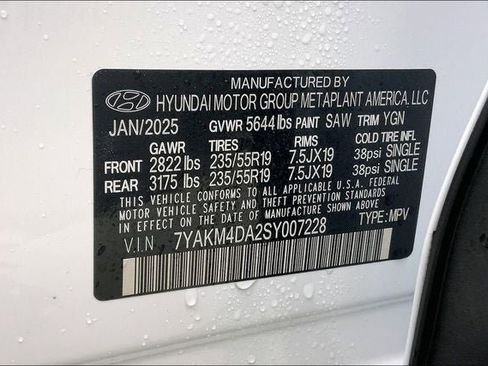 MANUFACTURED BY
HYUNDAI MOTOR GROUP METAPLANT AMERICA, LLC
JAN/2025 GVWR 5644 lbs PAINT SAW TRIM YGN
GAWR TIRES RIMS COLD TIRE INFL
FRONT 2822 lbs 235/55R19 7.5JX19 38psi SINGLE
REAR 3175 lbs 235/55R19 7.5JX19 38psi SINGLE
THIS VEHICLE CONFORMS TO ALL APPLICABLE U.S.A. FEDERAL
MOTOR VEHICLE SAFETY AND THEFT PREVENTION STANDARDS
IN EFFECT ON THE DATE OF MANUFACTURE SHOWN ABOVE.
V.I.N 7YAKM4DA2SY007228 TYPE: MPV